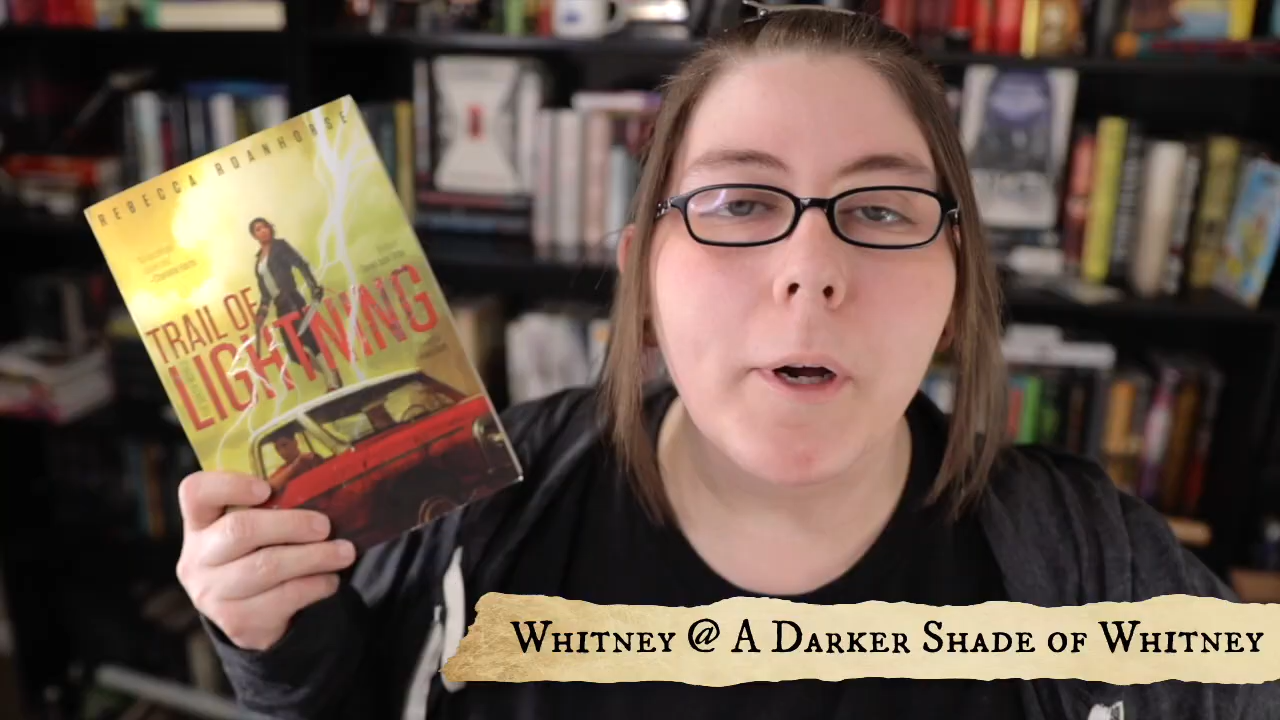 REBECCA ROANHORSE
TRAIL OF
LIGHTNING
WHITNEY @ A DARKER SHADE OF WHITNEY